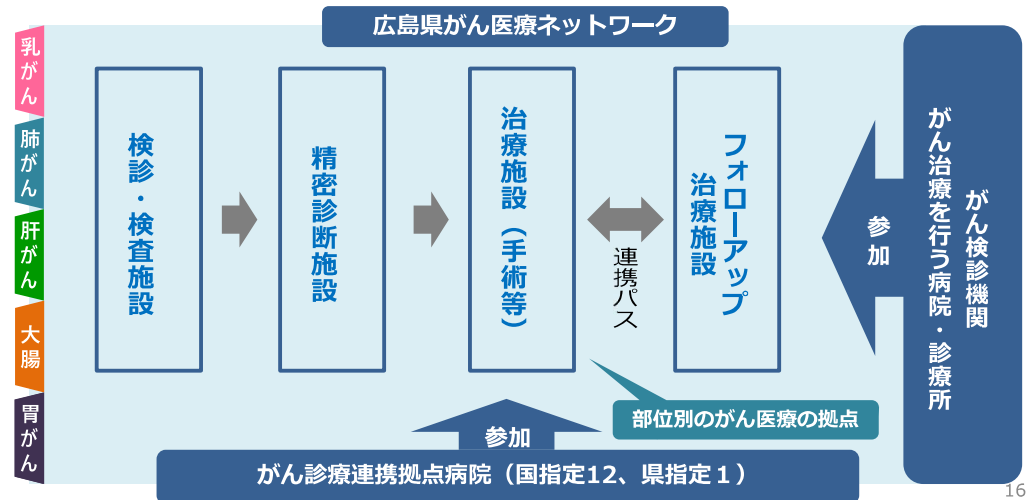 広島県がん医療ネットワーク
乳がん
肺がん
肝がん
大腸
胃がん
検診・検査施設
精密診断施設
治療施設（手術等）
連携パス
フォローアップ
治療施設
参加
がん検診機関
がん治療を行う病院・診療所
部位別のがん医療の拠点
参加
がん診療連携拠点病院（国指定12、県指定１）
16